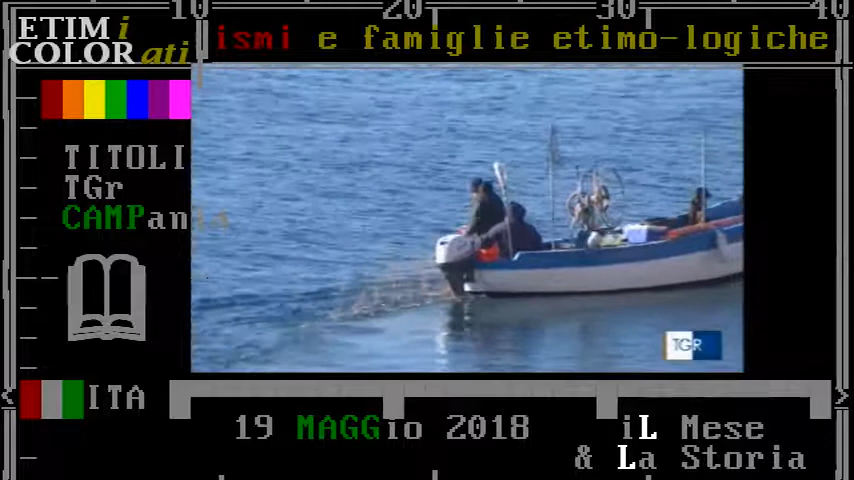 10 20 30 40
ETIMi
COLORati
ismi e famiglie etimo-logiche
TITOLI
TGr
CAMPania
TGR
< ITA >
19 MAGGio 2018 iL Mese
& La Storia